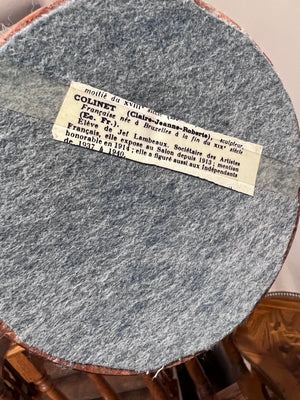 moitié du XVIIIe
COLINET (Claire-Jeanne-Roberte), sculpteur,
Française née à Bruxelles à la fin du XIXe siècle
(Ec. Fr.).
Élève de Jef Lambeaux. Sociétaire des Artistes
Français, elle expose au Salon depuis 1913; mention
honorable en 1914; elle a figuré aussi aux Indépendants
de 1937 A 1940.